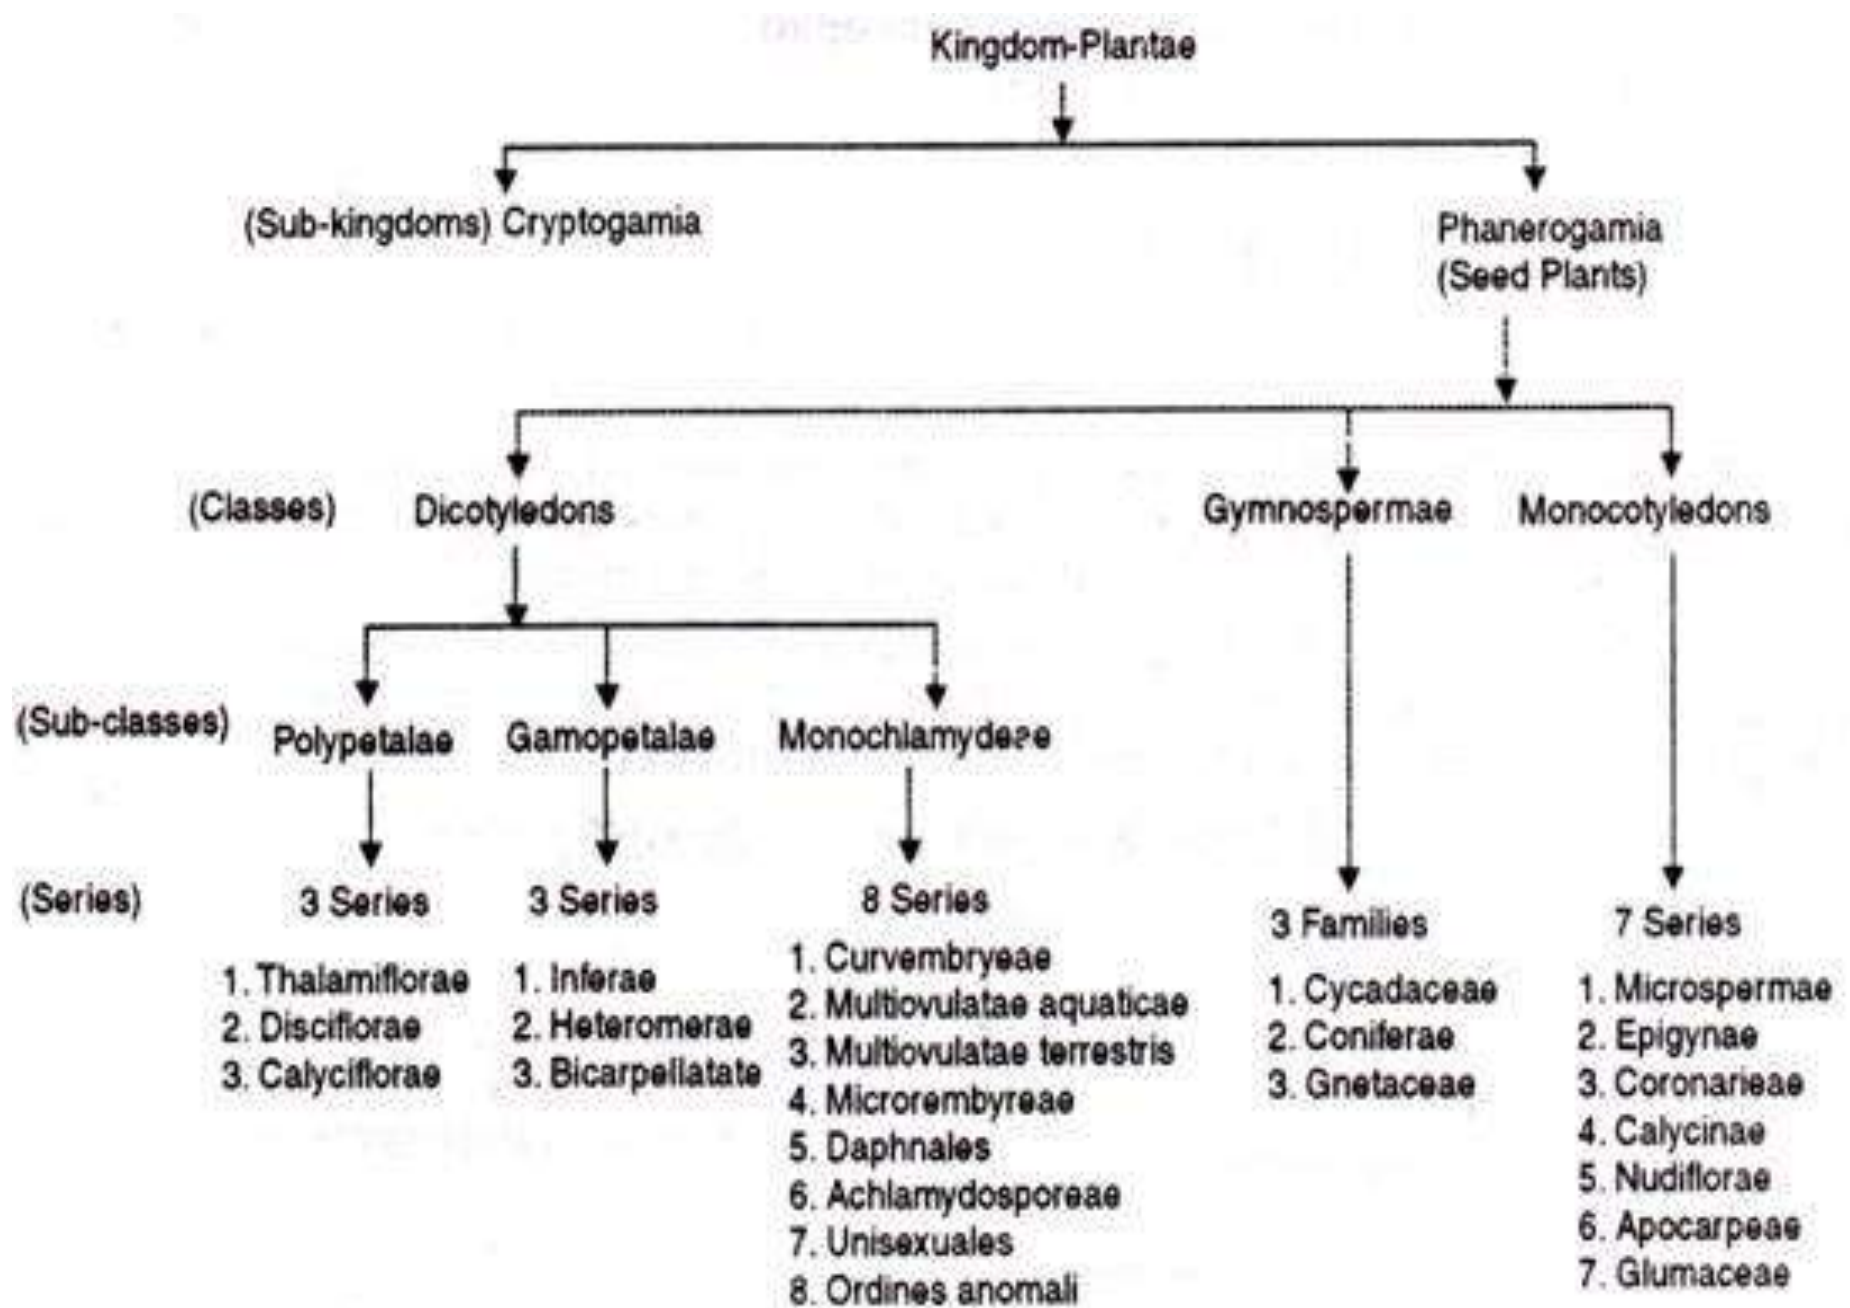 Kingdom-Plantae
(Sub-kingdoms) Cryptogamia
Phanerogamia
(Seed Plants)
(Classes) Dicotyledons Gymnospermae Monocotyledons
(Sub-classes) Polypetalae Gamopetalae Monochlamydeae
(Series)
3 Series
1. Thalamiflorae
2. Disciflorae
3. Calyciflorae
3 Series
1. Inferae
2. Heteromerae
3. Bicarpellatate
8 Series
1. Curvembryeae
2. Multiovulatae aquaticae
3. Multiovulatae terrestris
4. Microrembyreae
5. Daphnales
6. Achlamydosporeae
7. Unisexuales
8. Ordines anomali
3 Families
1. Cycadaceae
2. Coniferae
3. Gnetaceae
7 Series
1. Microspermae
2. Epigynae
3. Coronarieae
4. Calycinae
5. Nudiflorae
6. Apocarpeae
7. Glumaceae